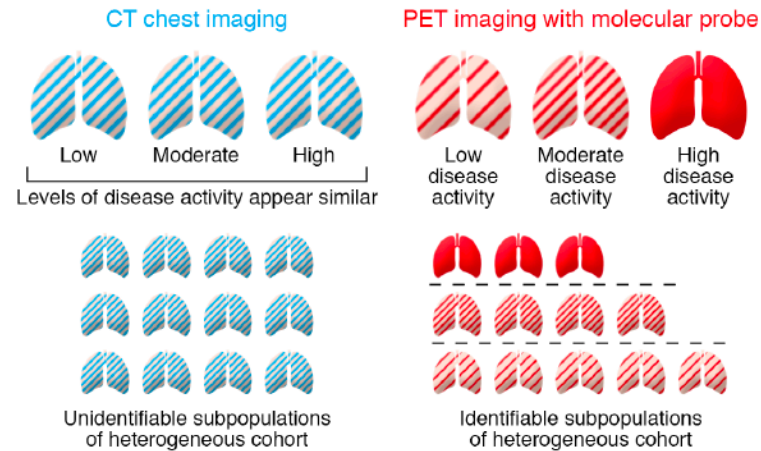 CT chest imaging
Low
Moderate
High
Levels of disease activity appear similar
Unidentifiable subpopulations
of heterogeneous cohort
PET imaging with molecular probe
Low
disease
activity
Moderate
disease
activity
High
disease
activity
Identifiable subpopulations
of heterogeneous cohort